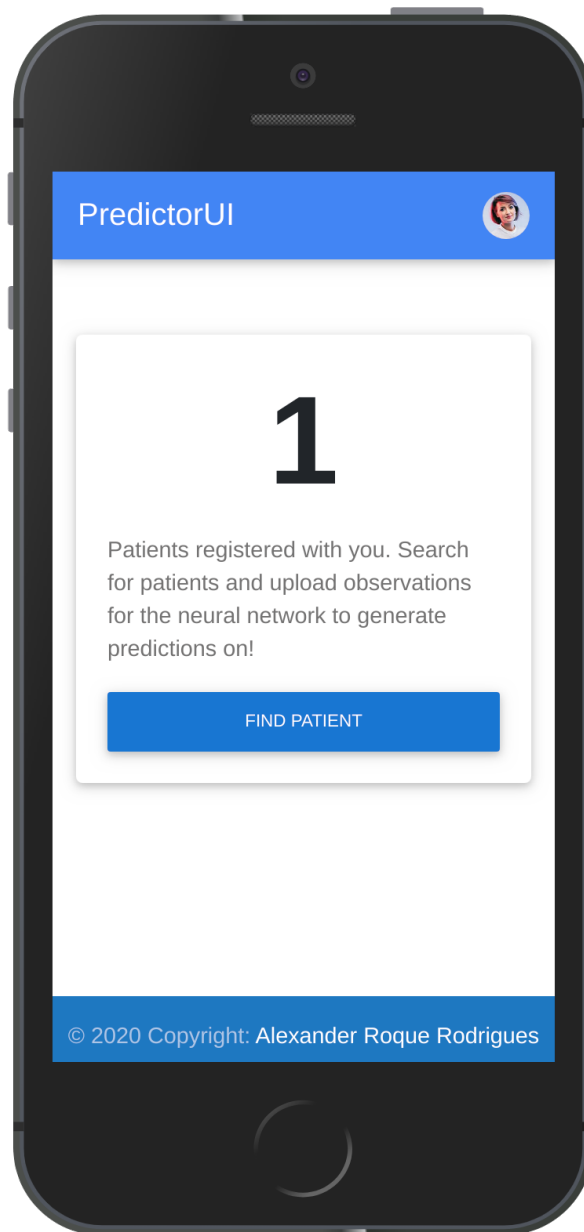 PredictorUI
1
Patients registered with you. Search
for patients and upload observations
for the neural network to generate
predictions on!
FIND PATIENT
© 2020 Copyright: Alexander Roque Rodrigues